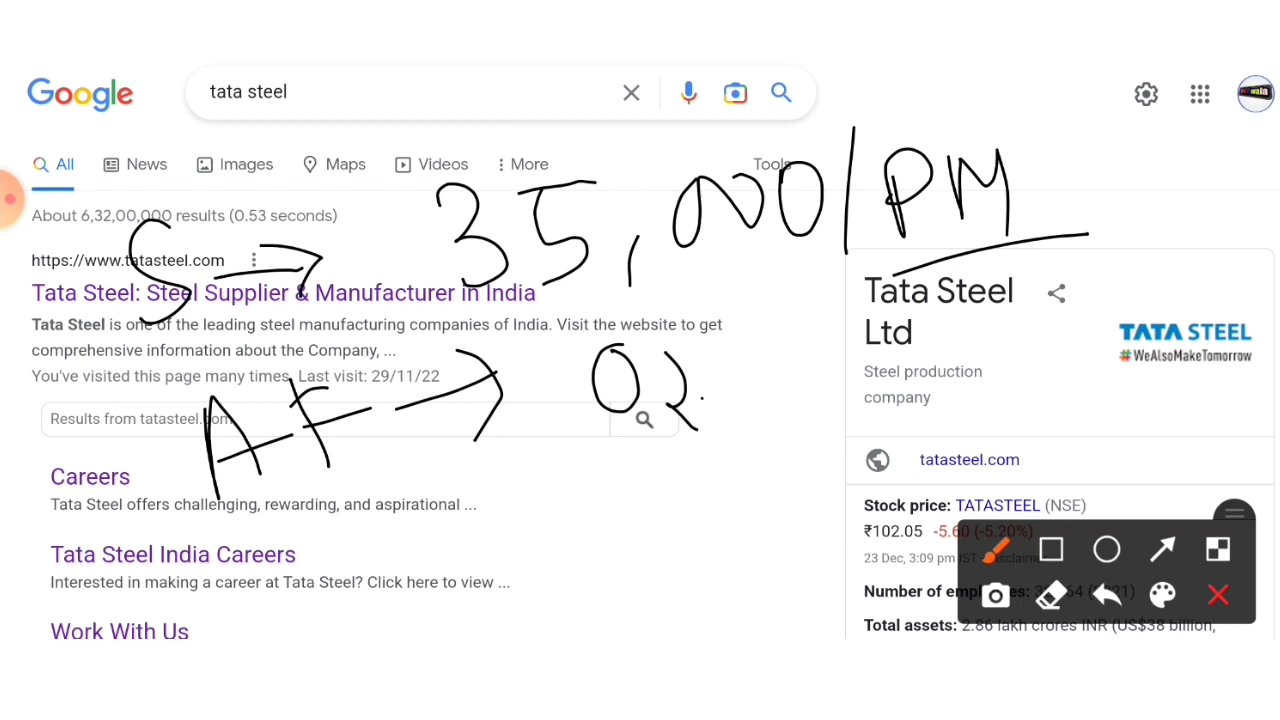 Google
tata steel
All News Images Maps Videos More Tools
About 6,32,00,000 results (0.53 seconds)
S → 35,000/PM
https://www.tatasteel.com
Tata Steel: Steel Supplier & Manufacturer in India
Tata Steel is one of the leading steel manufacturing companies of India. Visit the website to get
comprehensive information about the Company, ...
You've visited this page many times. Last visit: 29/11/22
Results from tatasteel.com
Careers
Tata Steel offers challenging, rewarding, and aspirational ...
Tata Steel India Careers
Interested in making a career at Tata Steel? Click here to view ...
Work With Us
Tata Steel
Ltd
Steel production
company
TATA STEEL
#WeAlsoMakeTomorrow
tatasteel.com
Stock price: TATASTEEL (NSE)
₹102.05 -5.60 (-5.20%)
23 Dec, 3:09 pm IST
Number of
Total assets: 2.86 lakh crores INR (US$38 billion,